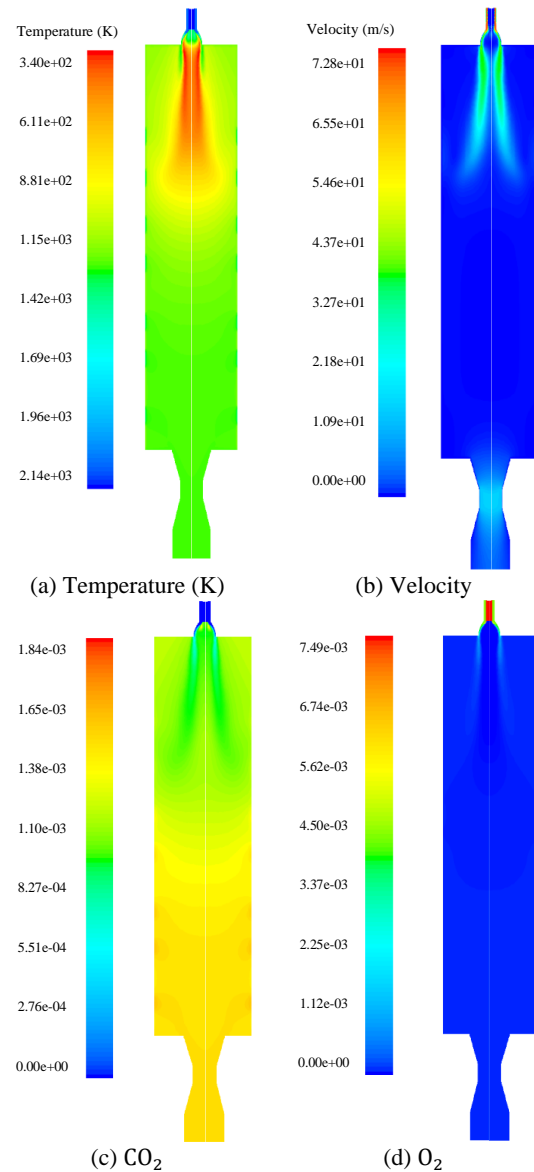 Temperature (K)
3.40e+02
6.11e+02
8.81e+02
1.15e+03
1.42e+03
1.69e+03
1.96e+03
2.14e+03
(a) Temperature (K)
Velocity (m/s)
7.28e+01
6.55e+01
5.46e+01
4.37e+01
3.27e+01
2.18e+01
1.09e+01
0.00e+00
(b) Velocity
1.84e-03
1.65e-03
1.38e-03
1.10e-03
8.27e-04
5.51e-04
2.76e-04
0.00e+00
(c) CO₂
7.49e-03
6.74e-03
5.62e-03
4.50e-03
3.37e-03
2.25e-03
1.12e-03
0.00e+00
(d) O₂